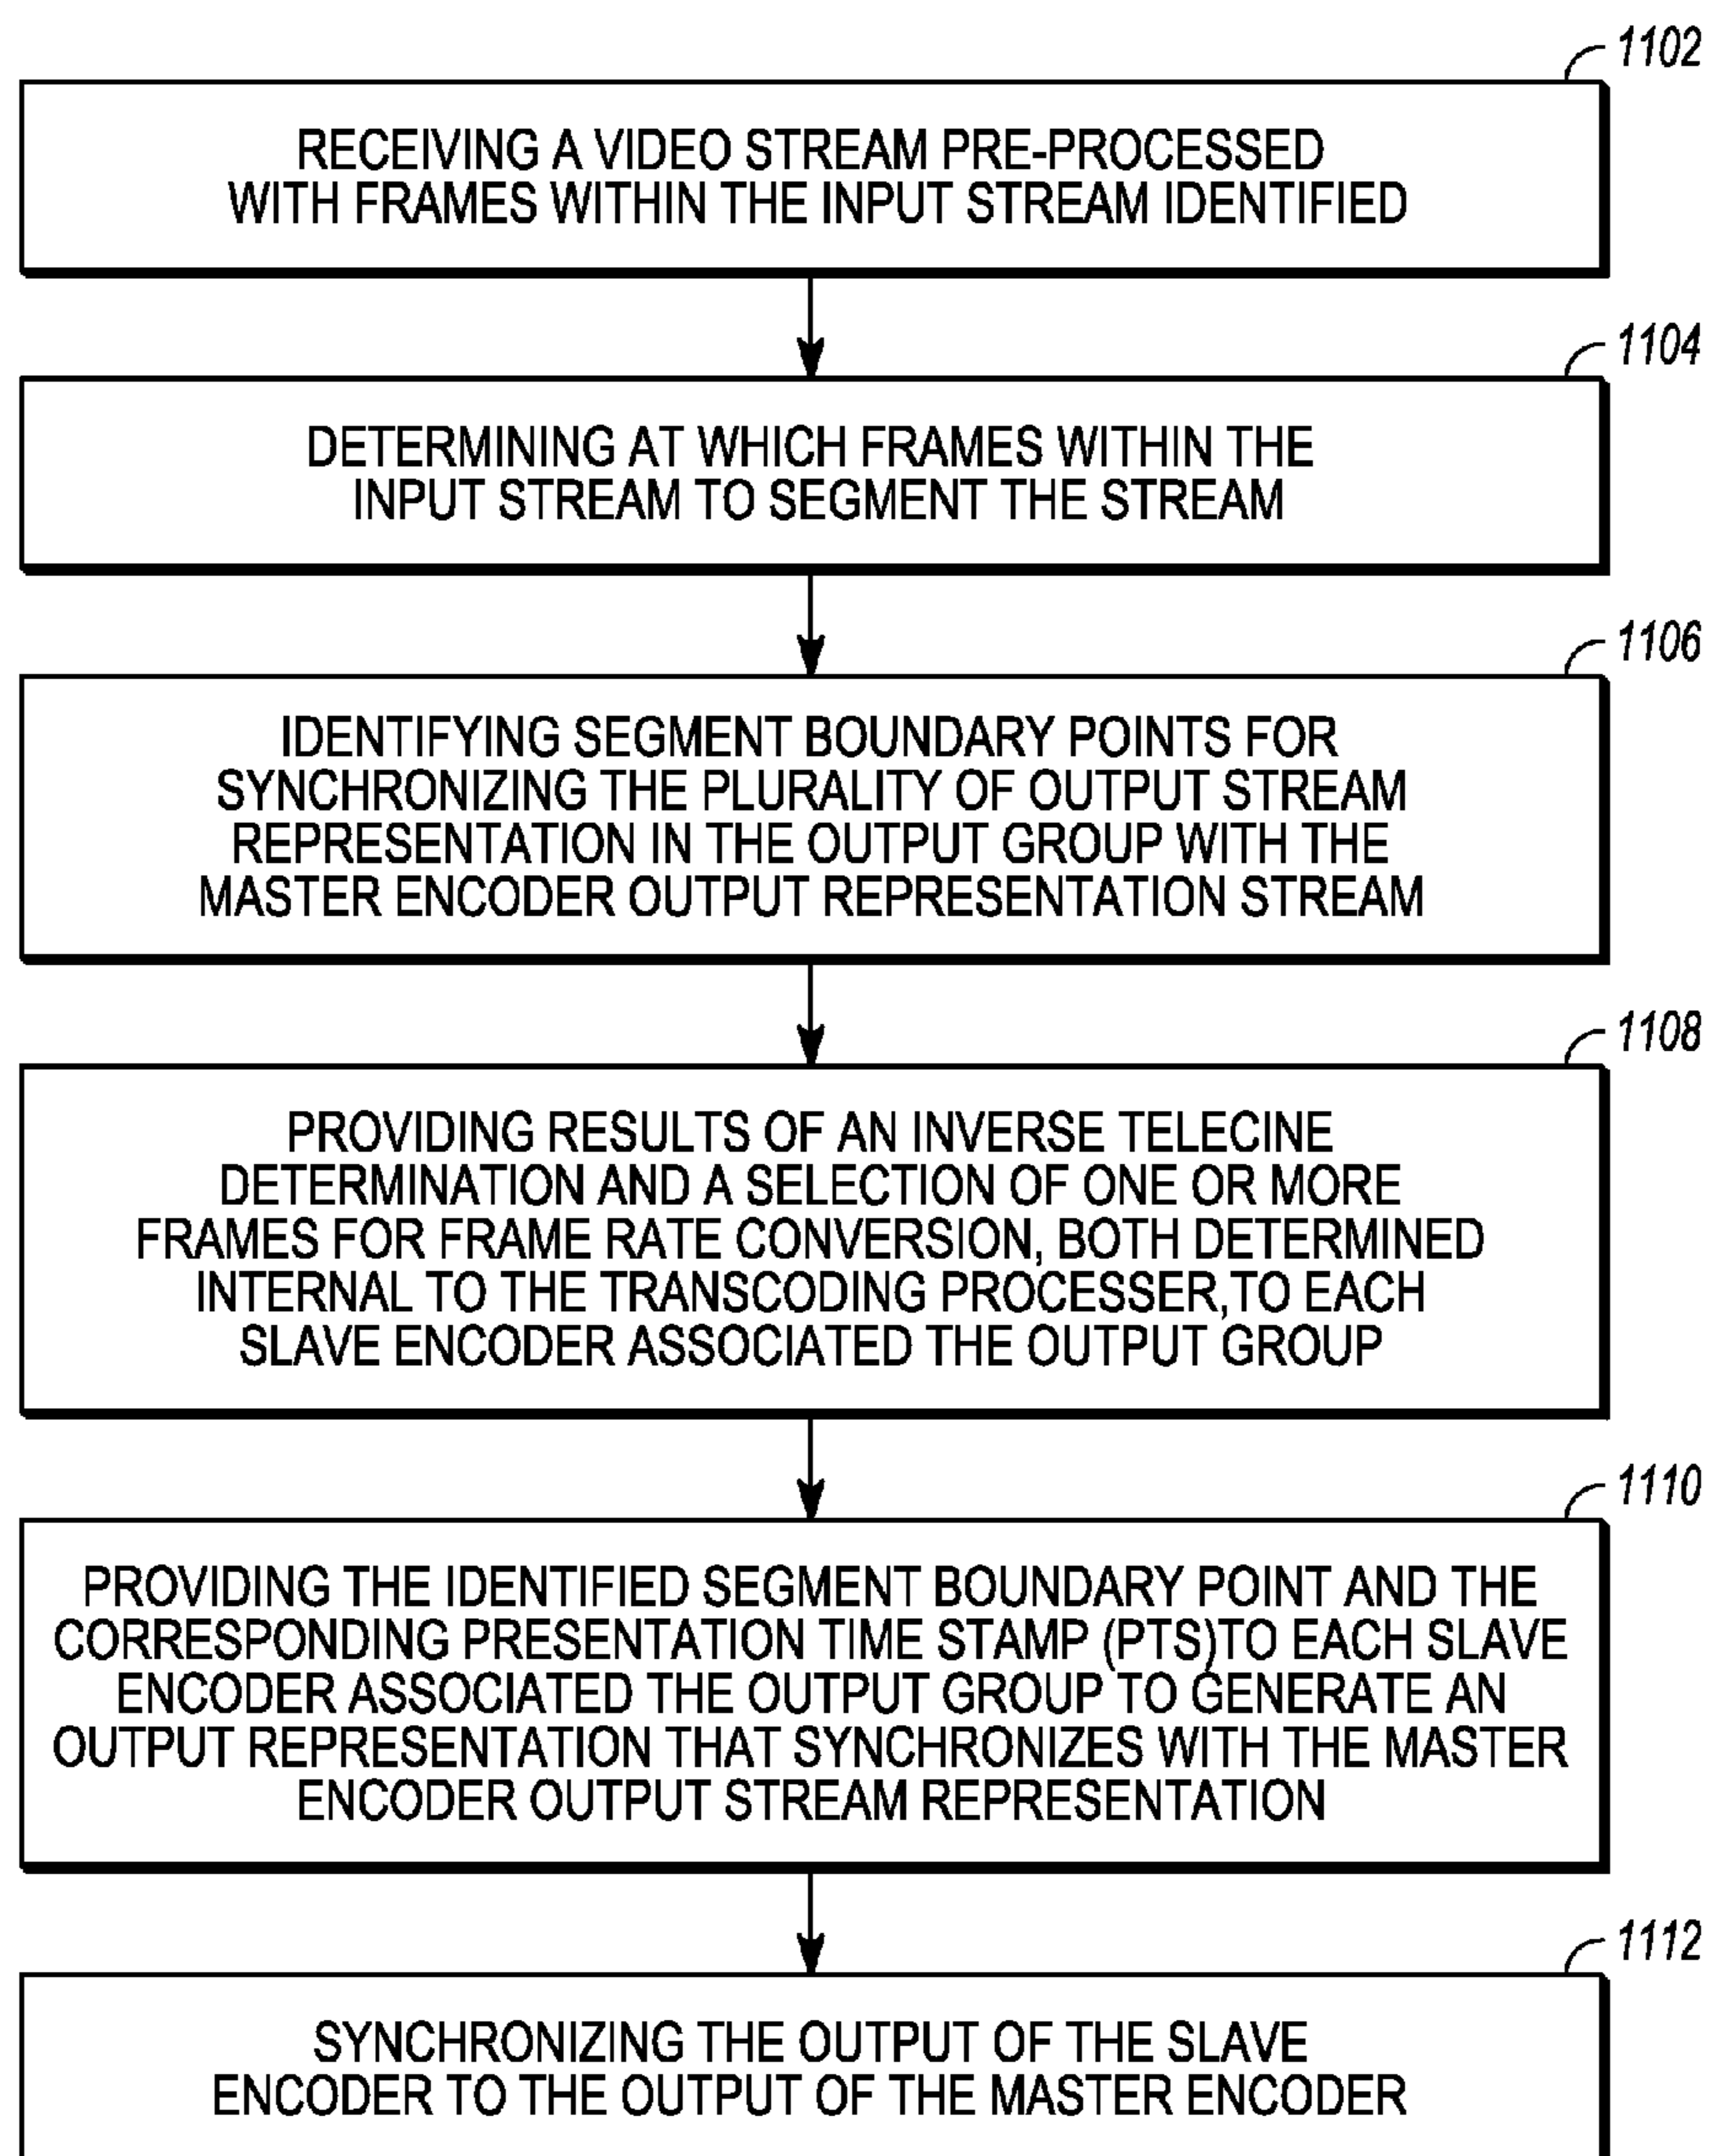 1102
RECEIVING A VIDEO STREAM PRE-PROCESSED
WITH FRAMES WITHIN THE INPUT STREAM IDENTIFIED
1104
DETERMINING AT WHICH FRAMES WITHIN THE
INPUT STREAM TO SEGMENT THE STREAM
1106
IDENTIFYING SEGMENT BOUNDARY POINTS FOR
SYNCHRONIZING THE PLURALITY OF OUTPUT STREAM
REPRESENTATION IN THE OUTPUT GROUP WITH THE
MASTER ENCODER OUTPUT REPRESENTATION STREAM
1108
PROVIDING RESULTS OF AN INVERSE TELECINE
DETERMINATION AND A SELECTION OF ONE OR MORE
FRAMES FOR FRAME RATE CONVERSION, BOTH DETERMINED
INTERNAL TO THE TRANSCODING PROCESSER,TO EACH
SLAVE ENCODER ASSOCIATED THE OUTPUT GROUP
1110
PROVIDING THE IDENTIFIED SEGMENT BOUNDARY POINT AND THE
CORRESPONDING PRESENTATION TIME STAMP (PTS)TO EACH SLAVE
ENCODER ASSOCIATED THE OUTPUT GROUP TO GENERATE AN
OUTPUT REPRESENTATION THAT SYNCHRONIZES WITH THE MASTER
ENCODER OUTPUT STREAM REPRESENTATION
1112
SYNCHRONIZING THE OUTPUT OF THE SLAVE
ENCODER TO THE OUTPUT OF THE MASTER ENCODER